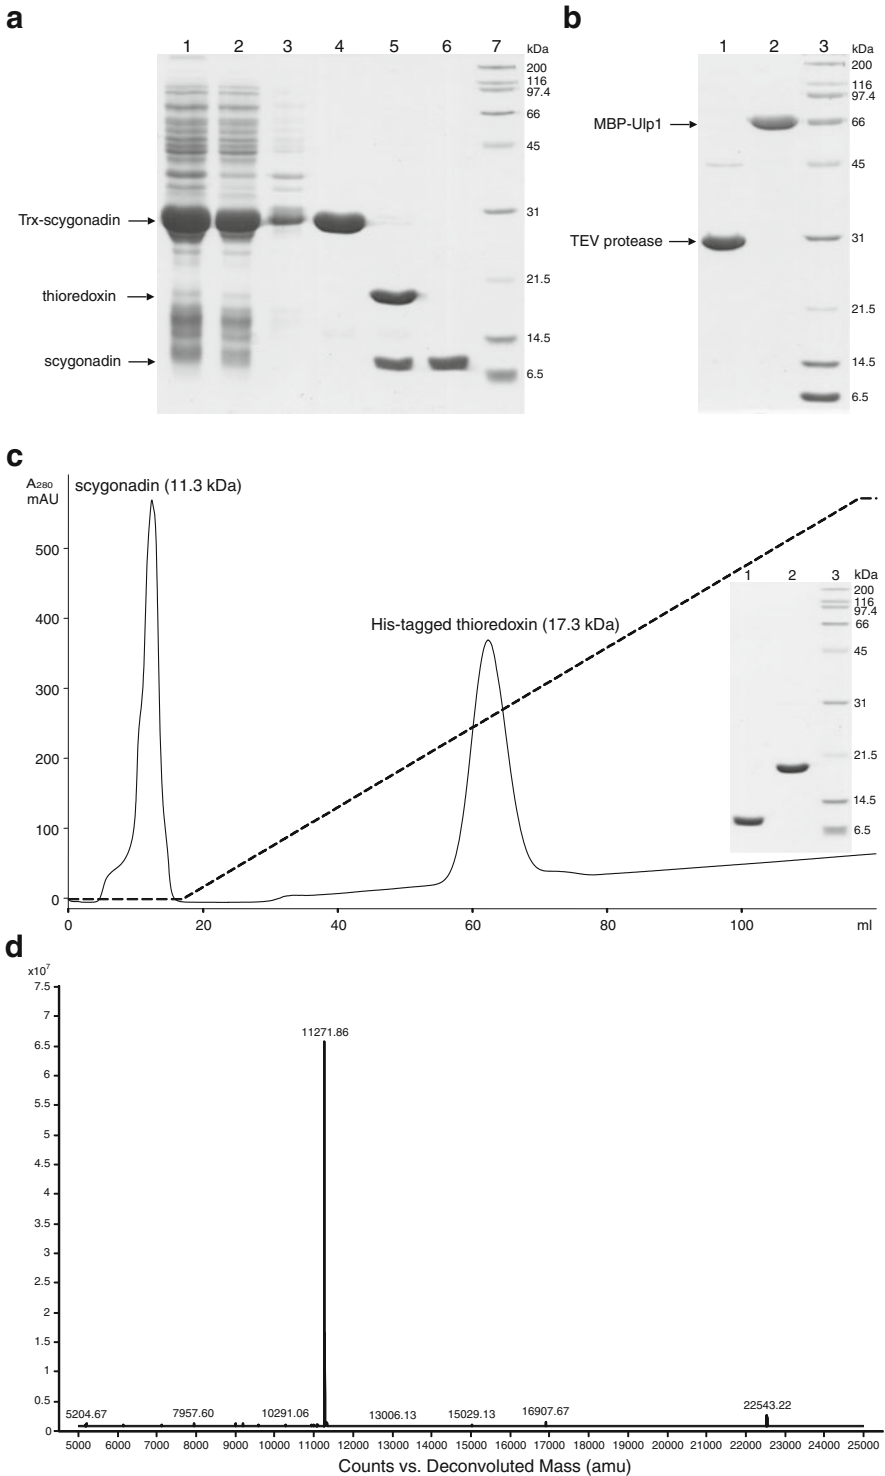 a
1 2 3 4 5 6 7 kDa
200
116
97.4
66
45
Trx-scygonadin
31
21.5
thioredoxin
14.5
scygonadin
6.5
b
1 2 3 kDa
200
116
97.4
MBP-Ulp1
66
45
TEV protease
31
21.5
14.5
6.5
c
A280
mAU
scygonadin (11.3 kDa)
500
400
300
200
100
0
His-tagged thioredoxin (17.3 kDa)
1 2 3 kDa
200
116
97.4
66
45
31
21.5
14.5
6.5
0 20 40 60 80 100 ml
d
x10⁷
7.5
7
6.5
6
5.5
5
4.5
4
3.5
3
2.5
2
1.5
1
0.5
0
11271.86
5204.67 7957.60 10291.06 13006.13 15029.13 16907.67 22543.22
5000 6000 7000 8000 9000 10000 11000 12000 13000 14000 15000 16000 17000 18000 19000 20000 21000 22000 23000 24000 25000
Counts vs. Deconvoluted Mass (amu)